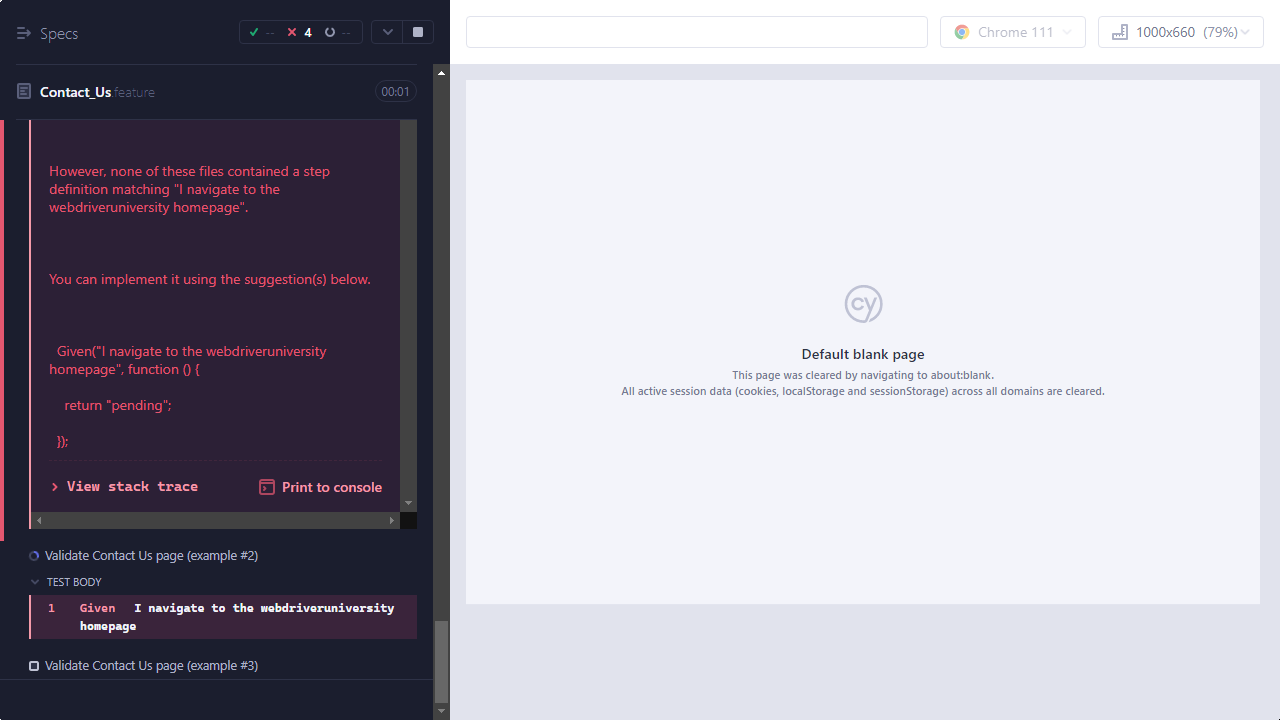 Specs
--
4
--
Chrome 111
1000x660 (79%)
Contact_Us.feature
00:01
However, none of these files contained a step
definition matching "I navigate to the
webdriveruniversity homepage".
You can implement it using the suggestion(s) below.
Given("I navigate to the webdriveruniversity
homepage", function () {
return "pending";
});
View stack trace
Print to console
Validate Contact Us page (example #2)
TEST BODY
1 Given I navigate to the webdriveruniversity
homepage
Validate Contact Us page (example #3)
cy
Default blank page
This page was cleared by navigating to about:blank.
All active session data (cookies, localStorage and sessionStorage) across all domains are cleared.